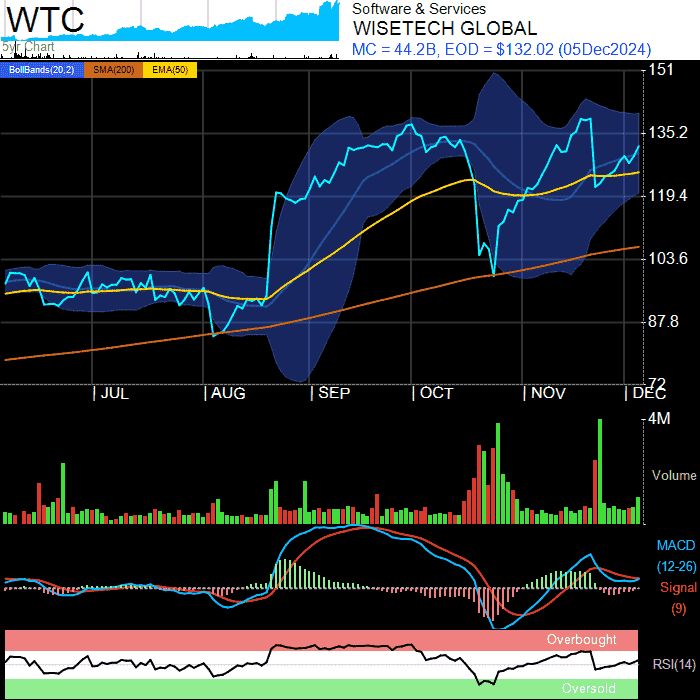 WTC
5yr Chart
Software & Services
WISETECH GLOBAL
MC = 44.2B, EOD = $132.02 (05Dec2024)
BollBands(20,2) SMA(200) EMA(50)
151
135.2
119.4
103.6
87.8
72
JUL AUG SEP OCT NOV DEC
4M
Volume
MACD
(12-26)
Signal
(9)
Overbought
RSI(14)
Oversold